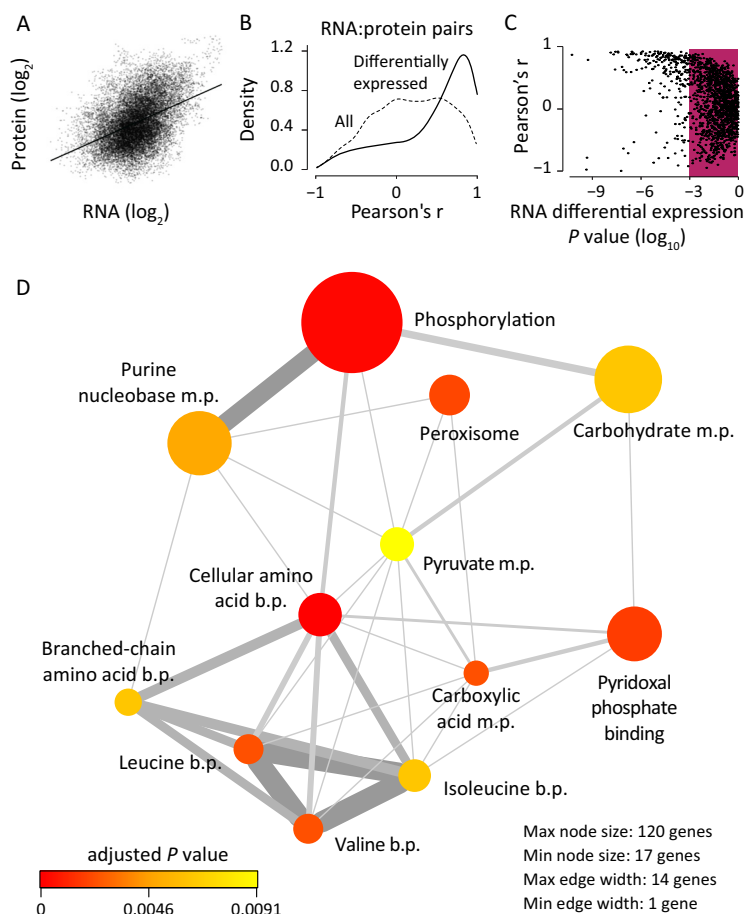 A
Protein (log2)
RNA (log2)
B
RNA:protein pairs
Density
1.2
0.8
0.4
0.0
Differentially
expressed
All
−1
0
1
Pearson's r
C
Pearson's r
1
0
−1
−9
−6
−3
0
RNA differential expression
P value (log10)
D
Phosphorylation
Purine
nucleobase m.p.
Peroxisome
Carbohydrate m.p.
Pyruvate m.p.
Cellular amino
acid b.p.
Branched-chain
amino acid b.p.
Carboxylic
acid m.p.
Pyridoxal
phosphate
binding
Leucine b.p.
Isoleucine b.p.
Valine b.p.
adjusted P value
0
0.0046
0.0091
Max node size: 120 genes
Min node size: 17 genes
Max edge width: 14 genes
Min edge width: 1 gene